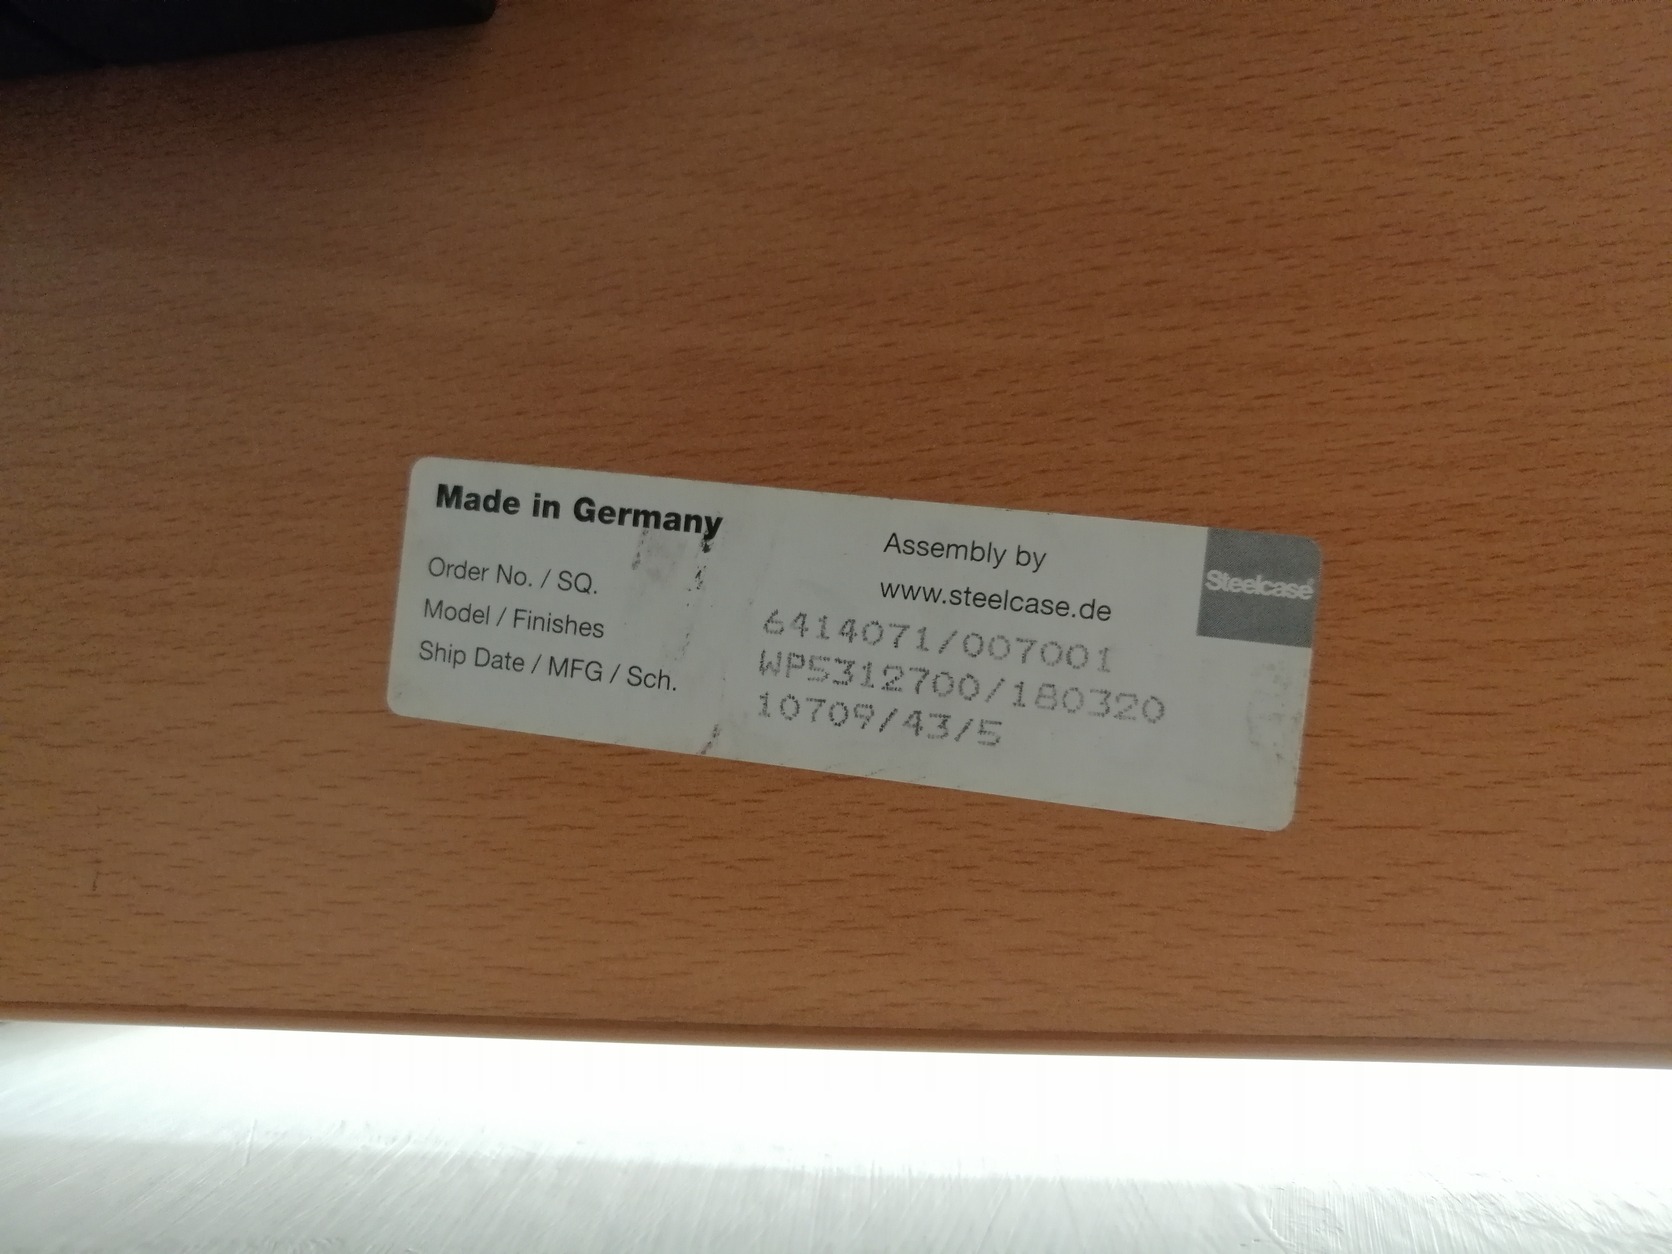 Made in Germany
Assembly by
Steelcase
www.steelcase.de
Order No. / SQ.
6414071/007001
Model / Finishes
WP5312700/180320
Ship Date / MFG / Sch.
10709/43/5